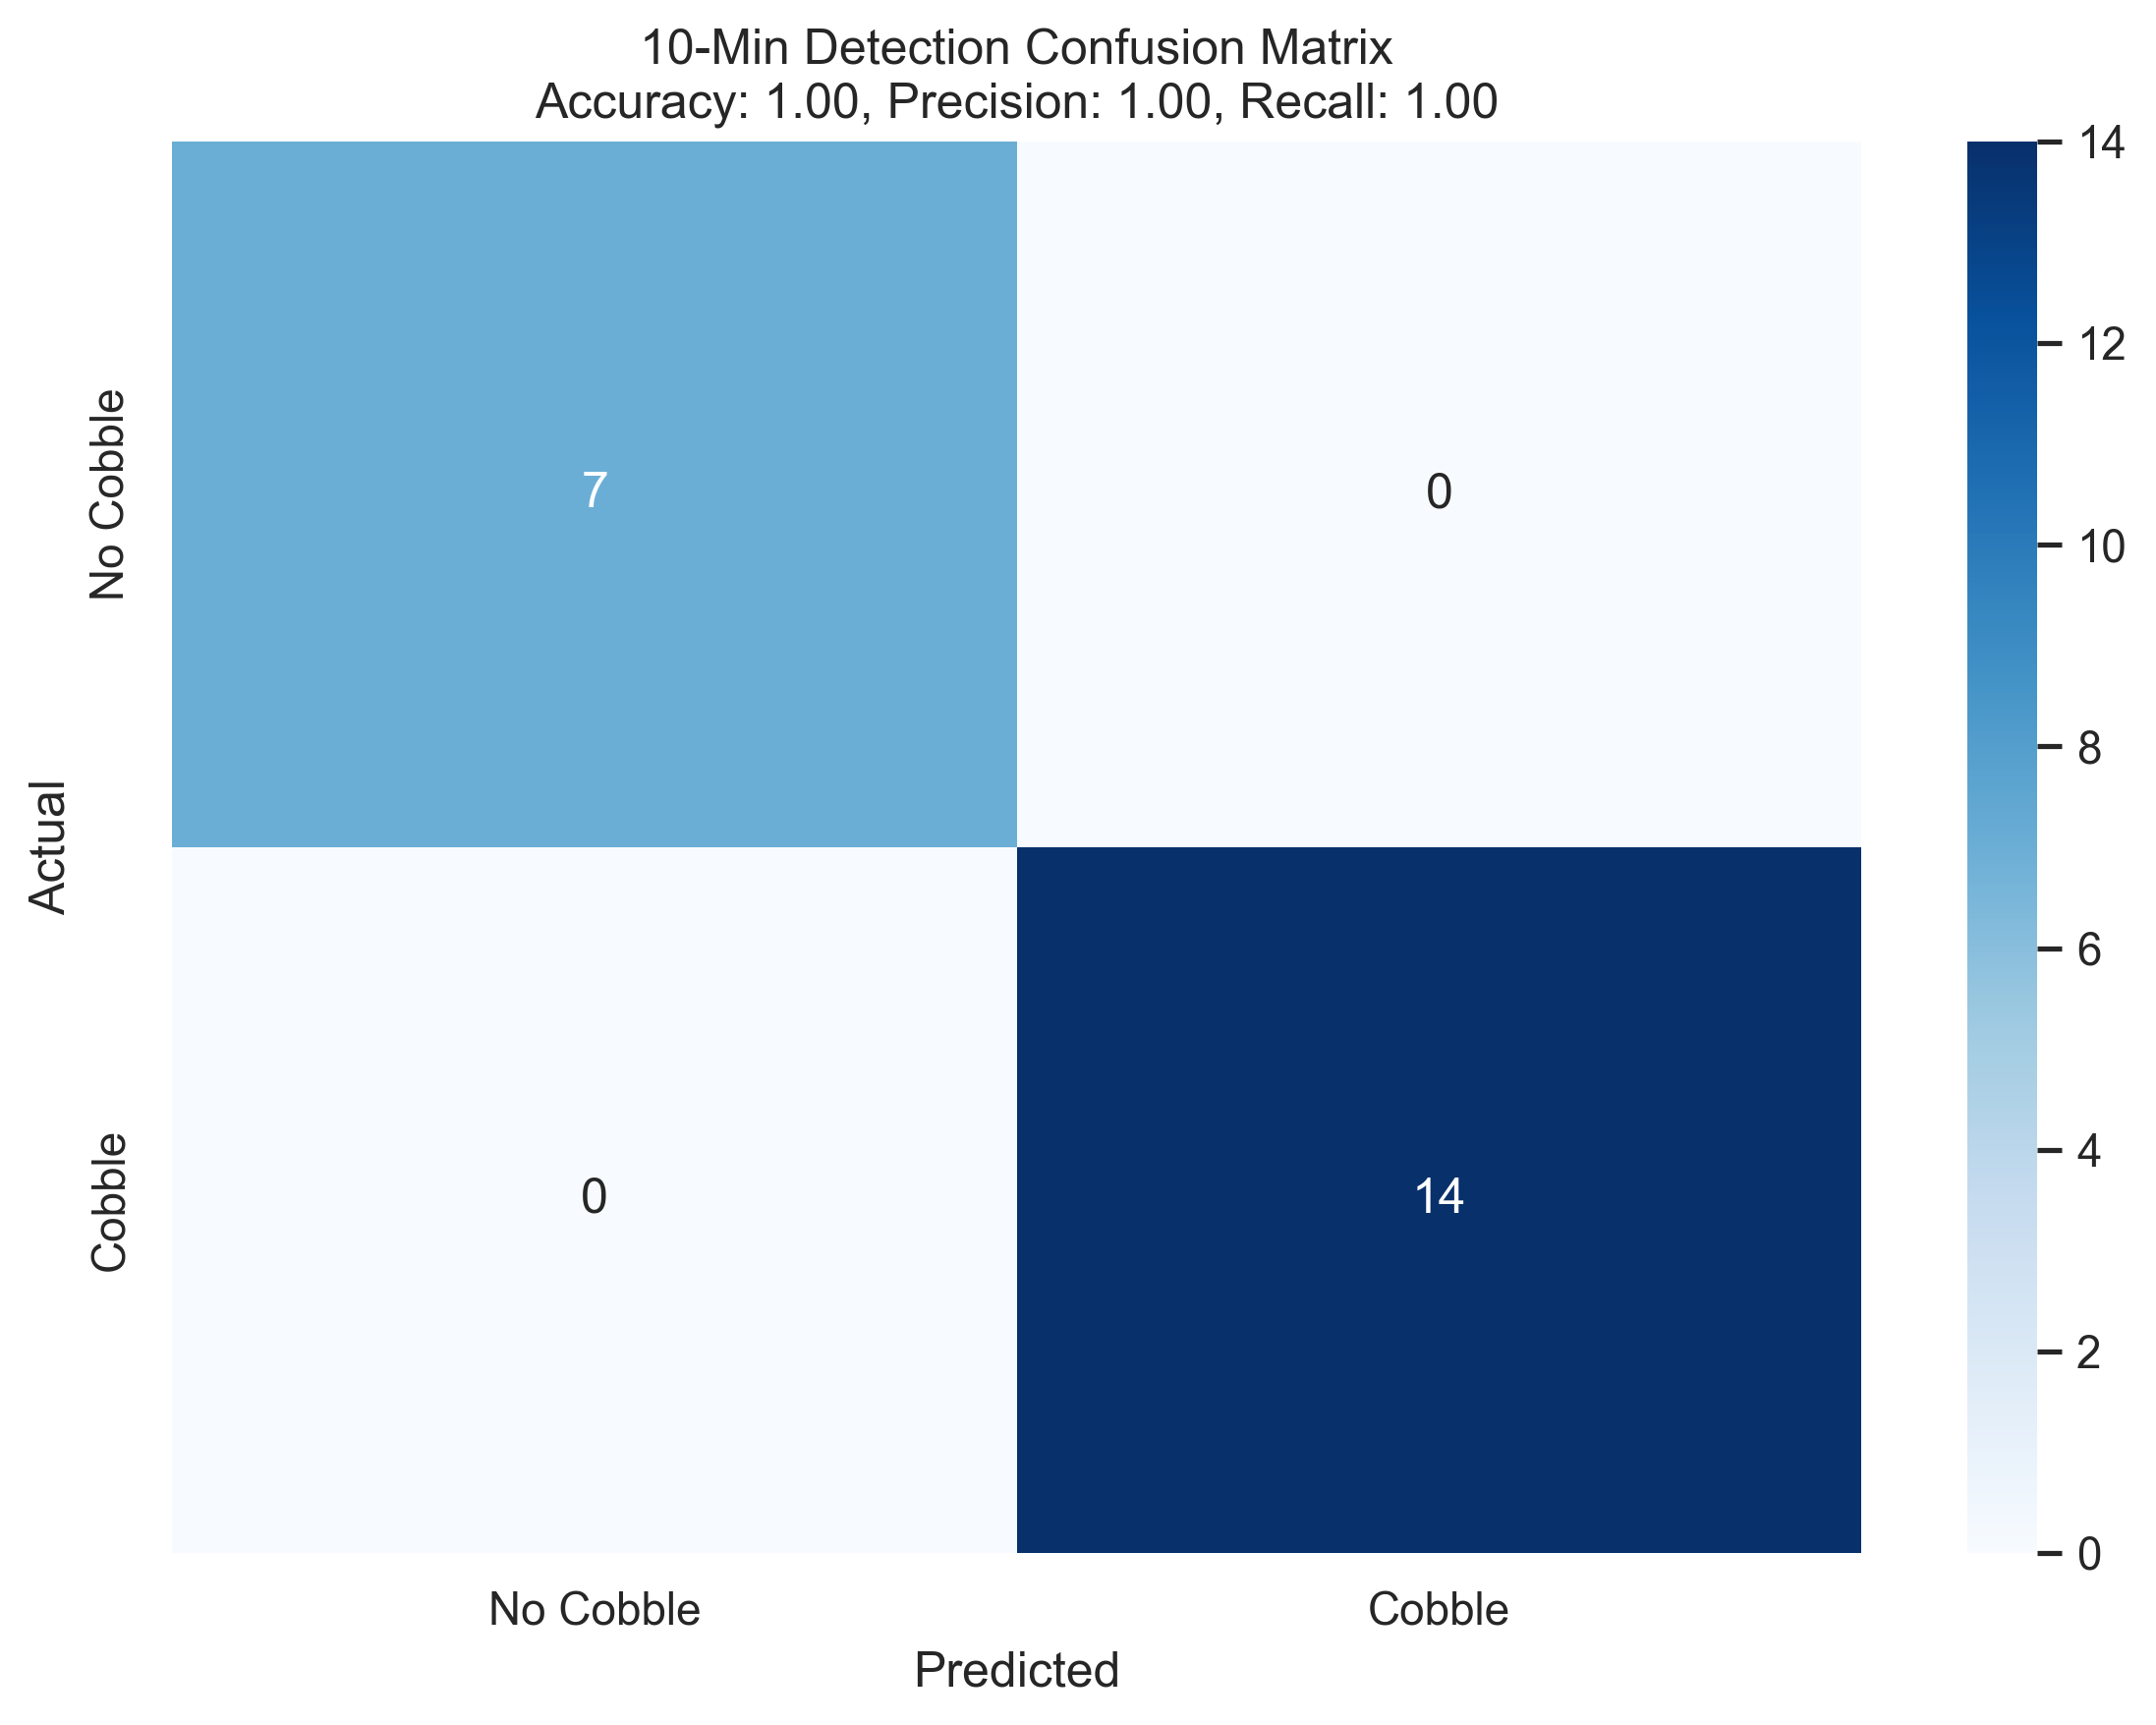 10-Min Detection Confusion Matrix
Accuracy: 1.00, Precision: 1.00, Recall: 1.00
Actual
No Cobble
Cobble
7
0
0
14
No Cobble
Cobble
Predicted
14
12
10
8
6
4
2
0